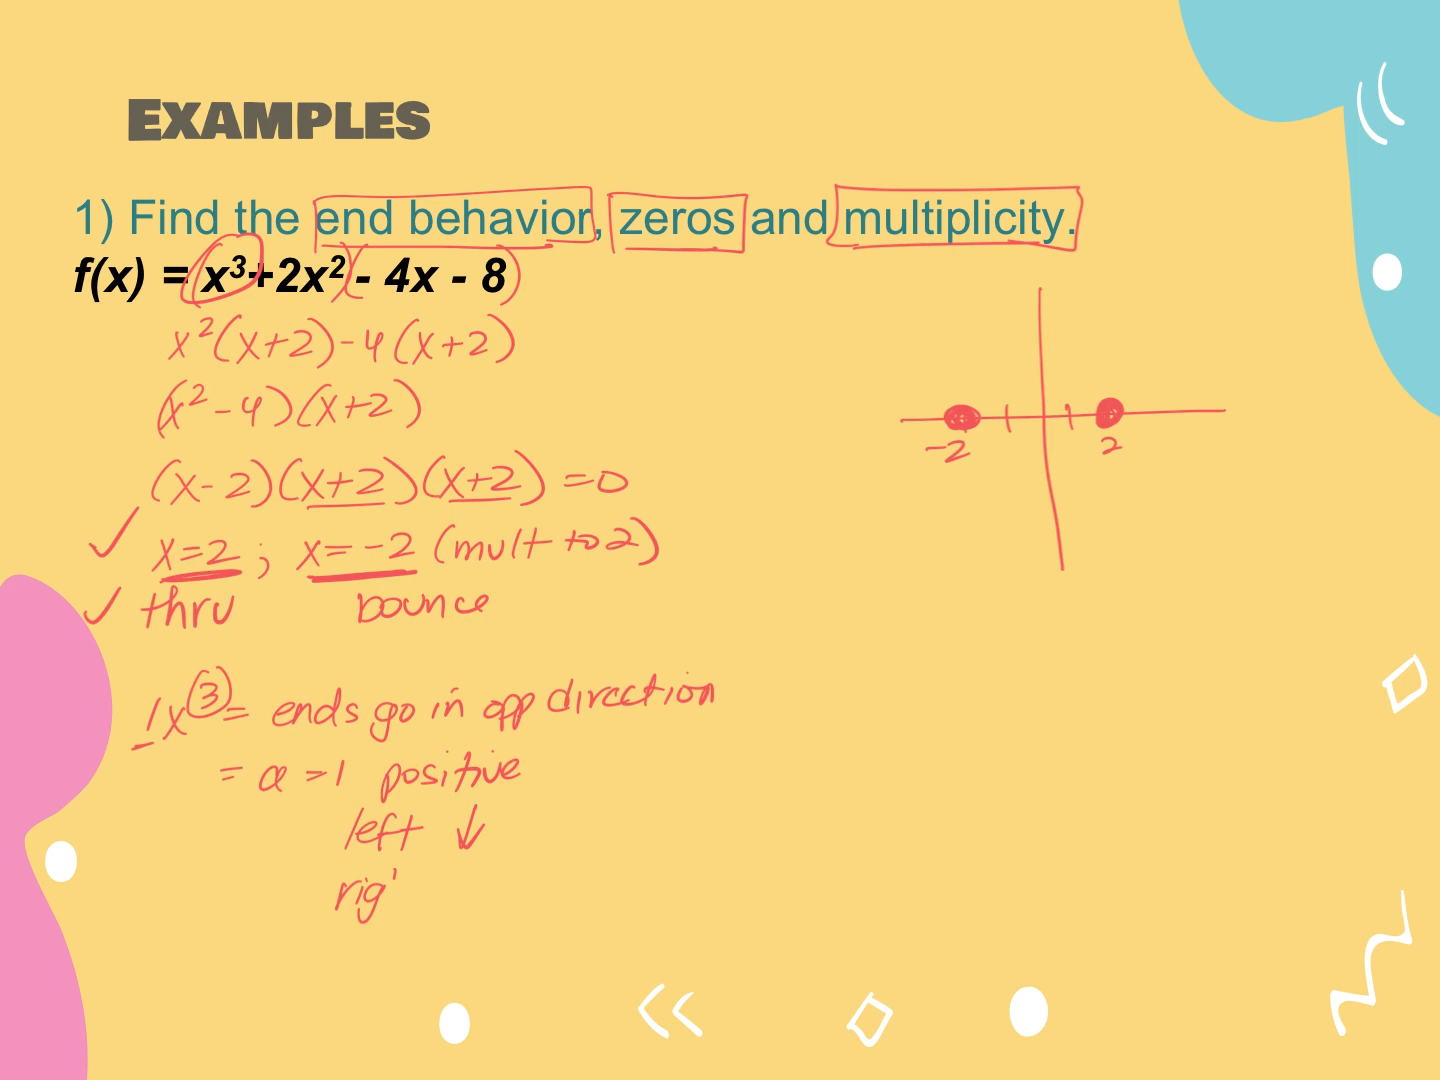 EXAMPLES
1) Find the end behavior, zeros and multiplicity.
f(x) = x³+2x² - 4x - 8
x²(x+2)-4(x+2)
(x²-4)(x+2)
(x-2)(x+2)(x+2)=0
x=2 ; x=-2 (mult to 2)
thru bounce
-2 2
1x³= ends go in opp direction
= a = 1 positive
left ↓
rig'